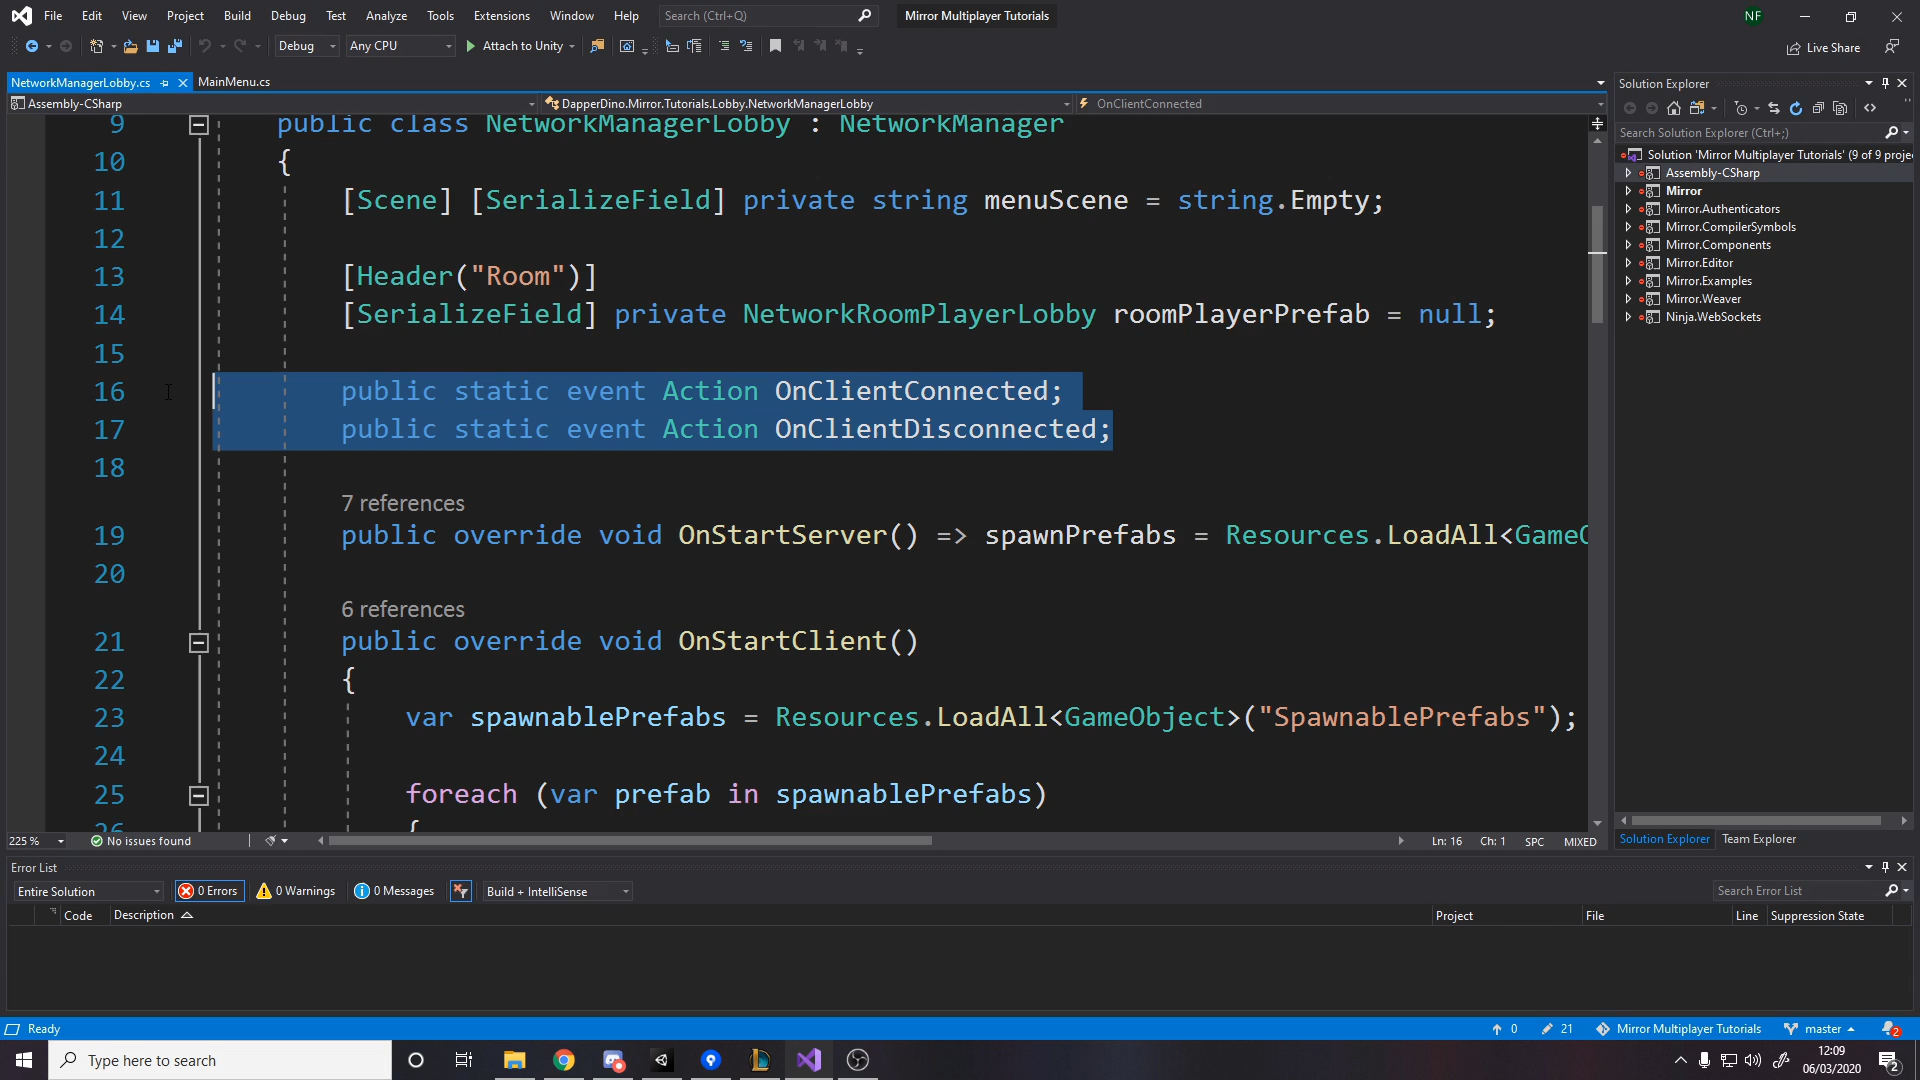 File Edit View Project Build Debug Test Analyze Tools Extensions Window Help Search (Ctrl+Q) Mirror Multiplayer Tutorials NF
Debug Any CPU Attach to Unity Live Share
NetworkManagerLobby.cs MainMenu.cs
Assembly-CSharp DapperDino.Mirror.Tutorials.Lobby.NetworkManagerLobby OnClientConnected
9 public class NetworkManagerLobby : NetworkManager
10 {
11 [Scene] [SerializeField] private string menuScene = string.Empty;
12
13 [Header("Room")]
14 [SerializeField] private NetworkRoomPlayerLobby roomPlayerPrefab = null;
15
16 public static event Action OnClientConnected;
17 public static event Action OnClientDisconnected;
18
7 references
19 public override void OnStartServer() => spawnPrefabs = Resources.LoadAll<GameO
20
6 references
21 public override void OnStartClient()
22 {
23 var spawnablePrefabs = Resources.LoadAll<GameObject>("SpawnablePrefabs");
24
25 foreach (var prefab in spawnablePrefabs)
26 {
225 % No issues found Ln: 16 Ch: 1 SPC MIXED
Solution Explorer
Search Solution Explorer (Ctrl+;)
Solution 'Mirror Multiplayer Tutorials' (9 of 9 proje
Assembly-CSharp
Mirror
Mirror.Authenticators
Mirror.CompilerSymbols
Mirror.Components
Mirror.Editor
Mirror.Examples
Mirror.Weaver
Ninja.WebSockets
Solution Explorer Team Explorer
Error List
Entire Solution 0 Errors 0 Warnings 0 Messages Build + IntelliSense Search Error List
Code Description Project File Line Suppression State
Ready 0 21 Mirror Multiplayer Tutorials master 2
Type here to search 12:09
06/03/2020 2